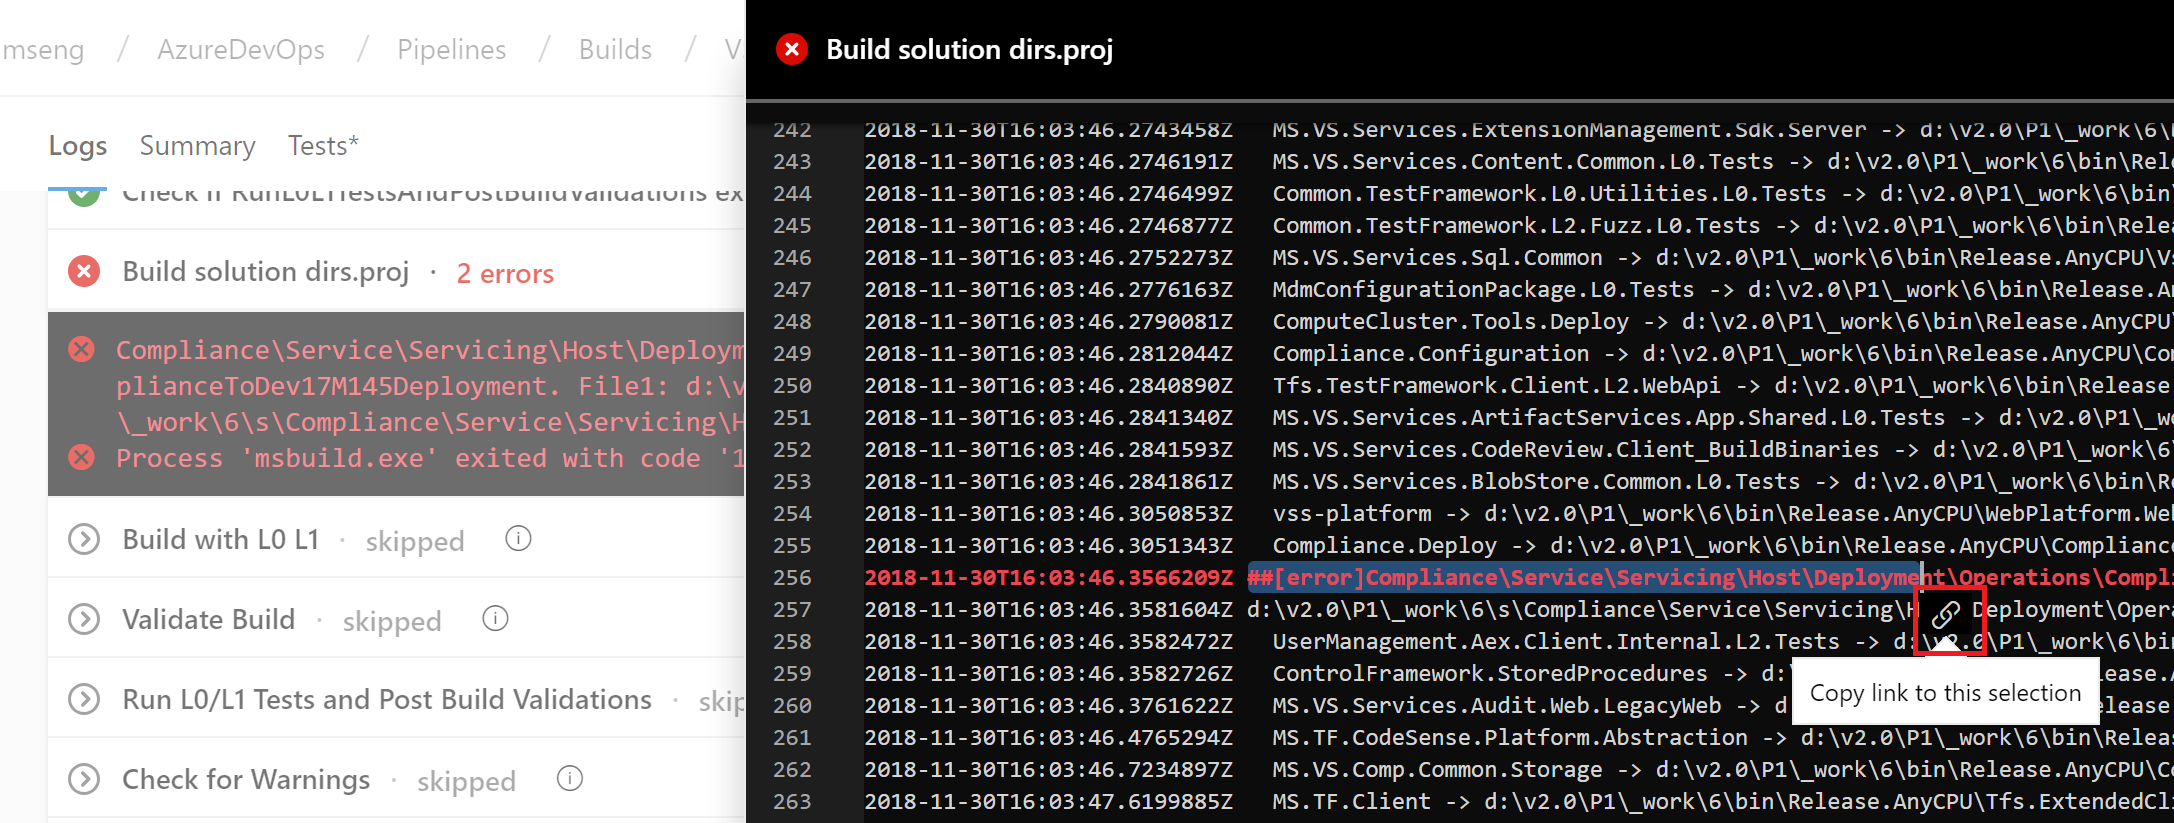 mseng / AzureDevOps / Pipelines / Builds / V
Logs Summary Tests*
Check if RunL0L1TestsAndPostBuildValidations ex
Build solution dirs.proj · 2 errors
Compliance\Service\Servicing\Host\Deploym
plianceToDev17M145Deployment. File1: d:\v
\_work\6\s\Compliance\Service\Servicing\H
Process 'msbuild.exe' exited with code '1
Build with L0 L1 · skipped
Validate Build · skipped
Run L0/L1 Tests and Post Build Validations · skip
Check for Warnings · skipped
Build solution dirs.proj
242 2018-11-30T16:03:46.2743458Z MS.VS.Services.ExtensionManagement.Sdk.Server -> d:\v2.0\P1\_work\6\b
243 2018-11-30T16:03:46.2746191Z MS.VS.Services.Content.Common.L0.Tests -> d:\v2.0\P1\_work\6\bin\Rel
244 2018-11-30T16:03:46.2746499Z Common.TestFramework.L0.Utilities.L0.Tests -> d:\v2.0\P1\_work\6\bin\
245 2018-11-30T16:03:46.2746877Z Common.TestFramework.L2.Fuzz.L0.Tests -> d:\v2.0\P1\_work\6\bin\Rele
246 2018-11-30T16:03:46.2752273Z MS.VS.Services.Sql.Common -> d:\v2.0\P1\_work\6\bin\Release.AnyCPU\Vs
247 2018-11-30T16:03:46.2776163Z MdmConfigurationPackage.L0.Tests -> d:\v2.0\P1\_work\6\bin\Release.An
248 2018-11-30T16:03:46.2790081Z ComputeCluster.Tools.Deploy -> d:\v2.0\P1\_work\6\bin\Release.AnyCPU\
249 2018-11-30T16:03:46.2812044Z Compliance.Configuration -> d:\v2.0\P1\_work\6\bin\Release.AnyCPU\Com
250 2018-11-30T16:03:46.2840890Z Tfs.TestFramework.Client.L2.WebApi -> d:\v2.0\P1\_work\6\bin\Release
251 2018-11-30T16:03:46.2841340Z MS.VS.Services.ArtifactServices.App.Shared.L0.Tests -> d:\v2.0\P1\_wo
252 2018-11-30T16:03:46.2841593Z MS.VS.Services.CodeReview.Client_BuildBinaries -> d:\v2.0\P1\_work\6\
253 2018-11-30T16:03:46.2841861Z MS.VS.Services.BlobStore.Common.L0.Tests -> d:\v2.0\P1\_work\6\bin\Re
254 2018-11-30T16:03:46.3050853Z vss-platform -> d:\v2.0\P1\_work\6\bin\Release.AnyCPU\WebPlatform.Web
255 2018-11-30T16:03:46.3051343Z Compliance.Deploy -> d:\v2.0\P1\_work\6\bin\Release.AnyCPU\Compliance
256 2018-11-30T16:03:46.3566209Z ##[error]Compliance\Service\Servicing\Host\Deployment\Operations\Compl
257 2018-11-30T16:03:46.3581604Z d:\v2.0\P1\_work\6\s\Compliance\Service\Servicing\H Deployment\Opera
258 2018-11-30T16:03:46.3582472Z UserManagement.Aex.Client.Internal.L2.Tests -> d:\v2.0\P1\_work\6\bin
259 2018-11-30T16:03:46.3582726Z ControlFramework.StoredProcedures -> d:\ lease.A
Copy link to this selection
260 2018-11-30T16:03:46.3761622Z MS.VS.Services.Audit.Web.LegacyWeb -> d elease
261 2018-11-30T16:03:46.4765294Z MS.TF.CodeSense.Platform.Abstraction -> d:\v2.0\P1\_work\6\bin\Releas
262 2018-11-30T16:03:46.7234897Z MS.VS.Comp.Common.Storage -> d:\v2.0\P1\_work\6\bin\Release.AnyCPU\Co
263 2018-11-30T16:03:47.6199885Z MS.TF.Client -> d:\v2.0\P1\_work\6\bin\Release.AnyCPU\Tfs.ExtendedCli